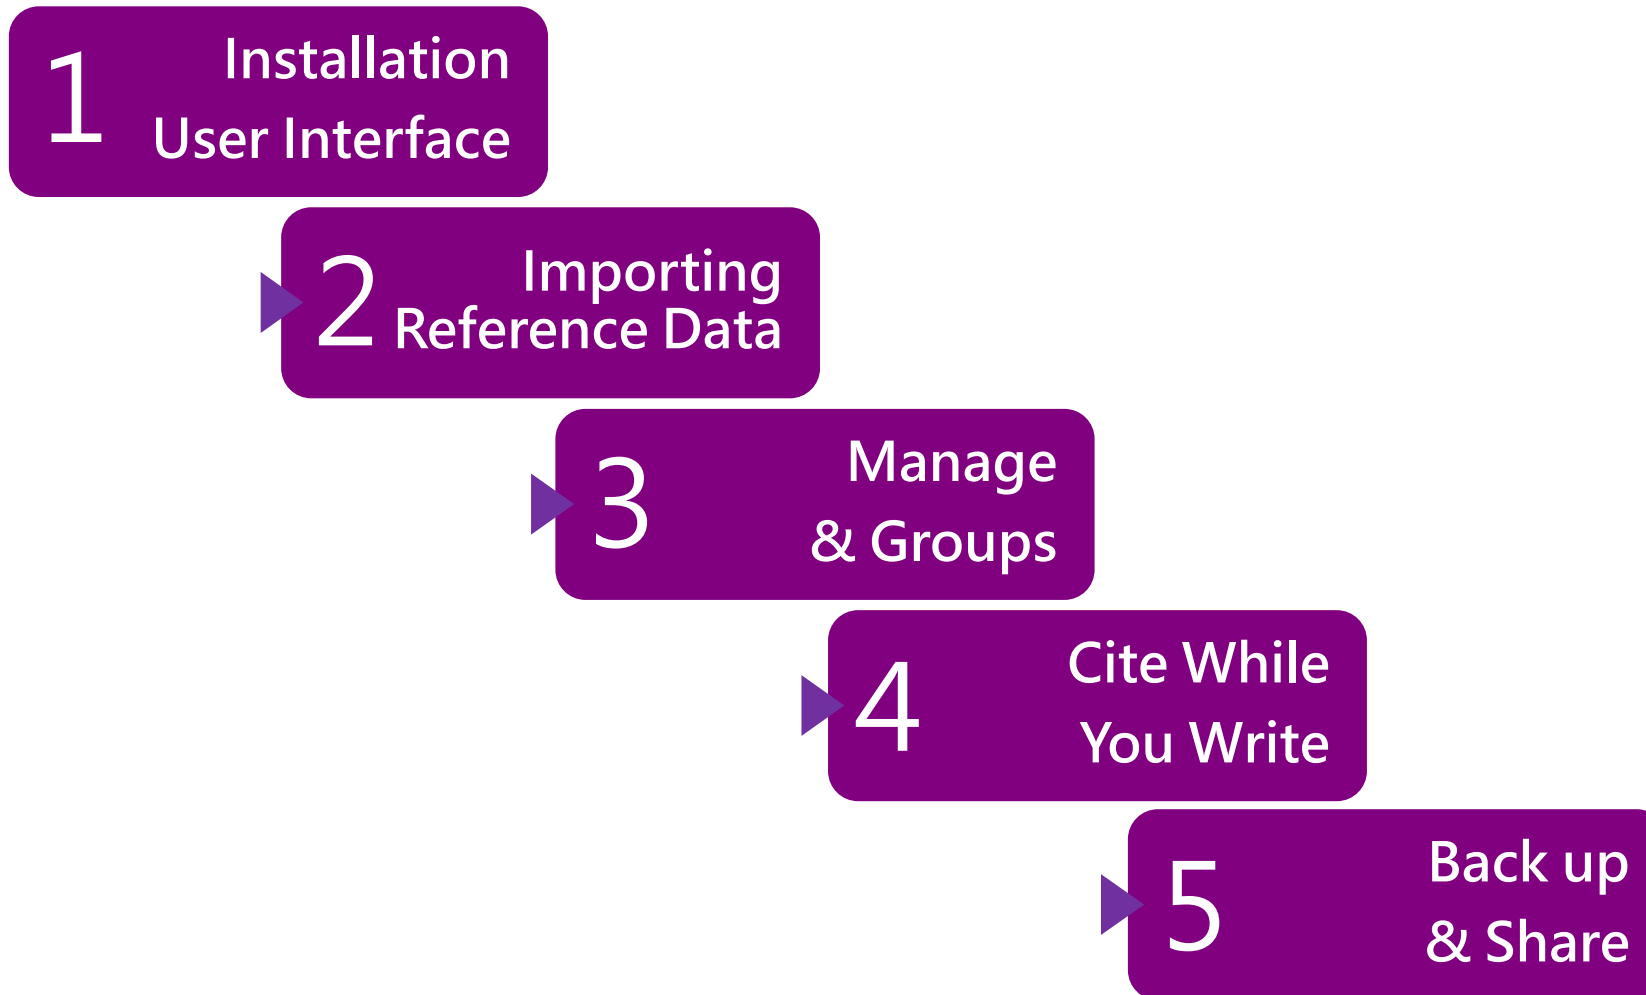 1
Installation
User Interface
2
Importing
Reference Data
3
Manage
& Groups
4
Cite While
You Write
5
Back up
& Share